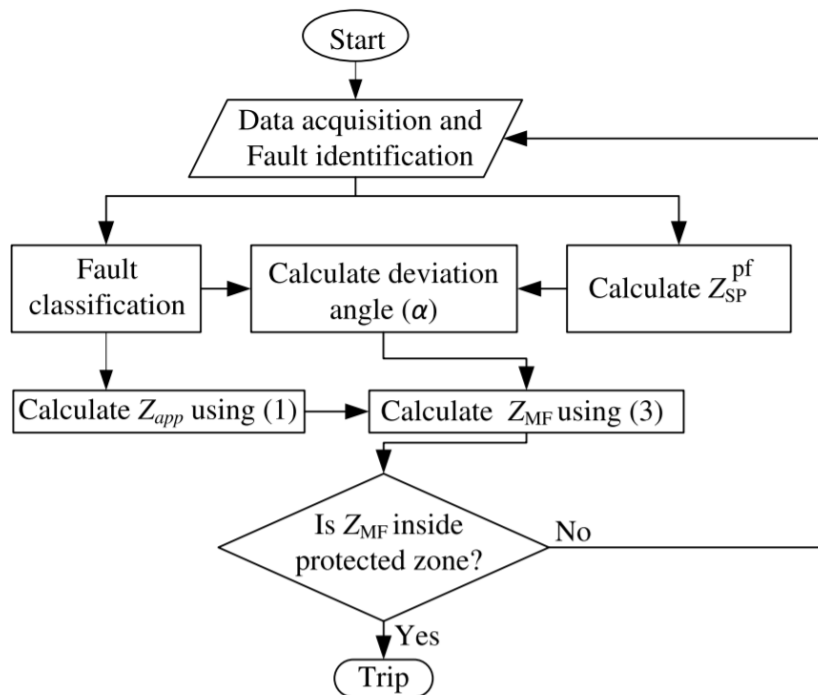 Start
Data acquisition and
Fault identification
Fault
classification
Calculate deviation
angle (α)
Calculate Z_SP^pf
Calculate Z_app using (1)
Calculate Z_MF using (3)
Is Z_MF inside
protected zone?
No
Yes
Trip